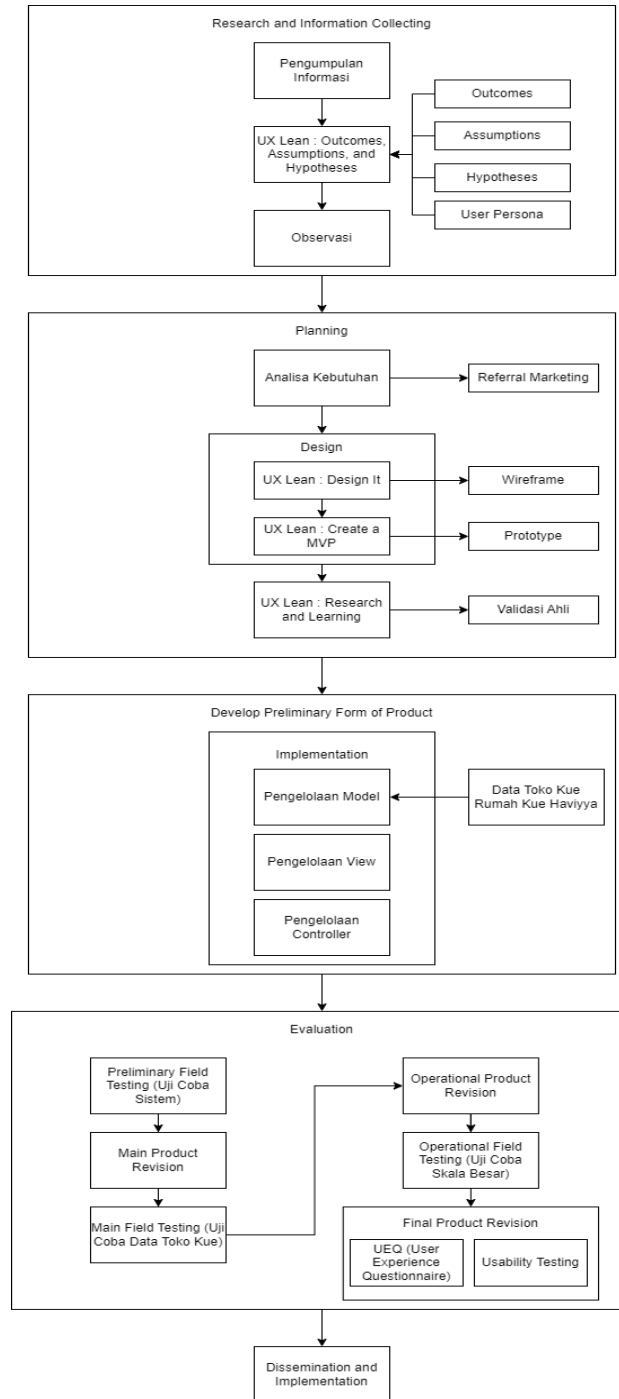 Research and Information Collecting
Pengumpulan
Informasi
UX Lean : Outcomes,
Assumptions, and
Hypotheses
Outcomes
Assumptions
Hypotheses
User Persona
Observasi
Planning
Analisa Kebutuhan
Referral Marketing
Design
UX Lean : Design It
Wireframe
UX Lean : Create a
MVP
Prototype
UX Lean : Research
and Learning
Validasi Ahli
Develop Preliminary Form of Product
Implementation
Pengelolaan Model
Data Toko Kue
Rumah Kue Haviyya
Pengelolaan View
Pengelolaan
Controller
Evaluation
Preliminary Field
Testing (Uji Coba
Sistem)
Main Product
Revision
Main Field Testing (Uji
Coba Data Toko Kue)
Operational Product
Revision
Operational Field
Testing (Uji Coba
Skala Besar)
Final Product Revision
UEQ (User
Experience
Questionnaire)
Usability Testing
Dissemination and
Implementation